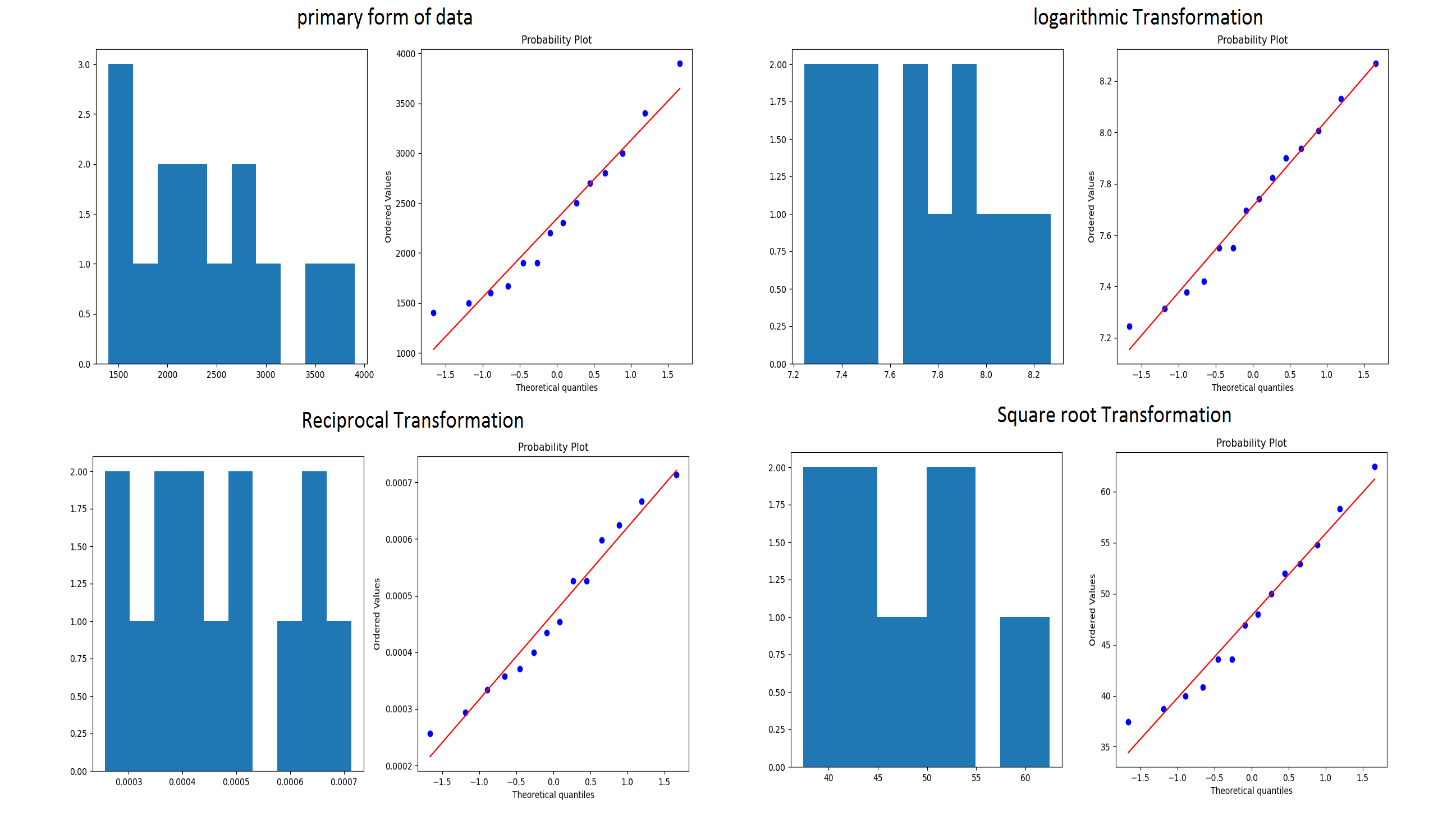 primary form of data
Probability Plot
3.0
2.5
2.0
1.5
1.0
0.5
0.0
1500 2000 2500 3000 3500 4000
Ordered Values
4000
3500
3000
2500
2000
1500
1000
−1.5 −1.0 −0.5 0.0 0.5 1.0 1.5
Theoretical quantiles
logarithmic Transformation
Probability Plot
2.00
1.75
1.50
1.25
1.00
0.75
0.50
0.25
0.00
7.2 7.4 7.6 7.8 8.0 8.2
Ordered Values
8.2
8.0
7.8
7.6
7.4
7.2
−1.5 −1.0 −0.5 0.0 0.5 1.0 1.5
Theoretical quantiles
Reciprocal Transformation
Probability Plot
2.00
1.75
1.50
1.25
1.00
0.75
0.50
0.25
0.00
0.0003 0.0004 0.0005 0.0006 0.0007
Ordered Values
0.0007
0.0006
0.0005
0.0004
0.0003
0.0002
−1.5 −1.0 −0.5 0.0 0.5 1.0 1.5
Theoretical quantiles
Square root Transformation
Probability Plot
2.00
1.75
1.50
1.25
1.00
0.75
0.50
0.25
0.00
40 45 50 55 60
Ordered Values
60
55
50
45
40
35
−1.5 −1.0 −0.5 0.0 0.5 1.0 1.5
Theoretical quantiles